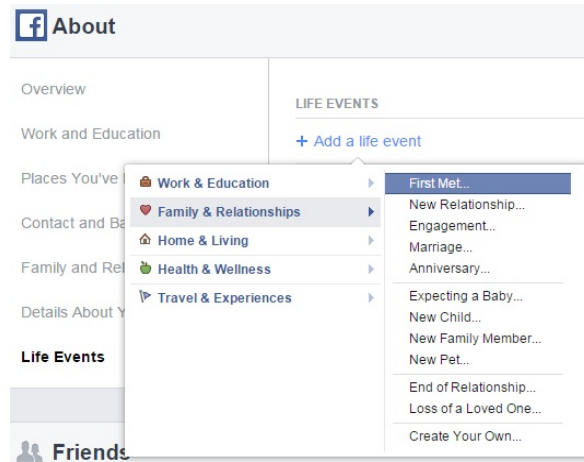 About
Overview
Work and Education
Places You've
Contact and Ba
Family and Rel
Details About Y
Life Events
LIFE EVENTS
+ Add a life event
Work & Education
Family & Relationships
Home & Living
Health & Wellness
Travel & Experiences
First Met...
New Relationship...
Engagement...
Marriage...
Anniversary...
Expecting a Baby...
New Child...
New Family Member...
New Pet...
End of Relationship...
Loss of a Loved One...
Create Your Own...
Friends